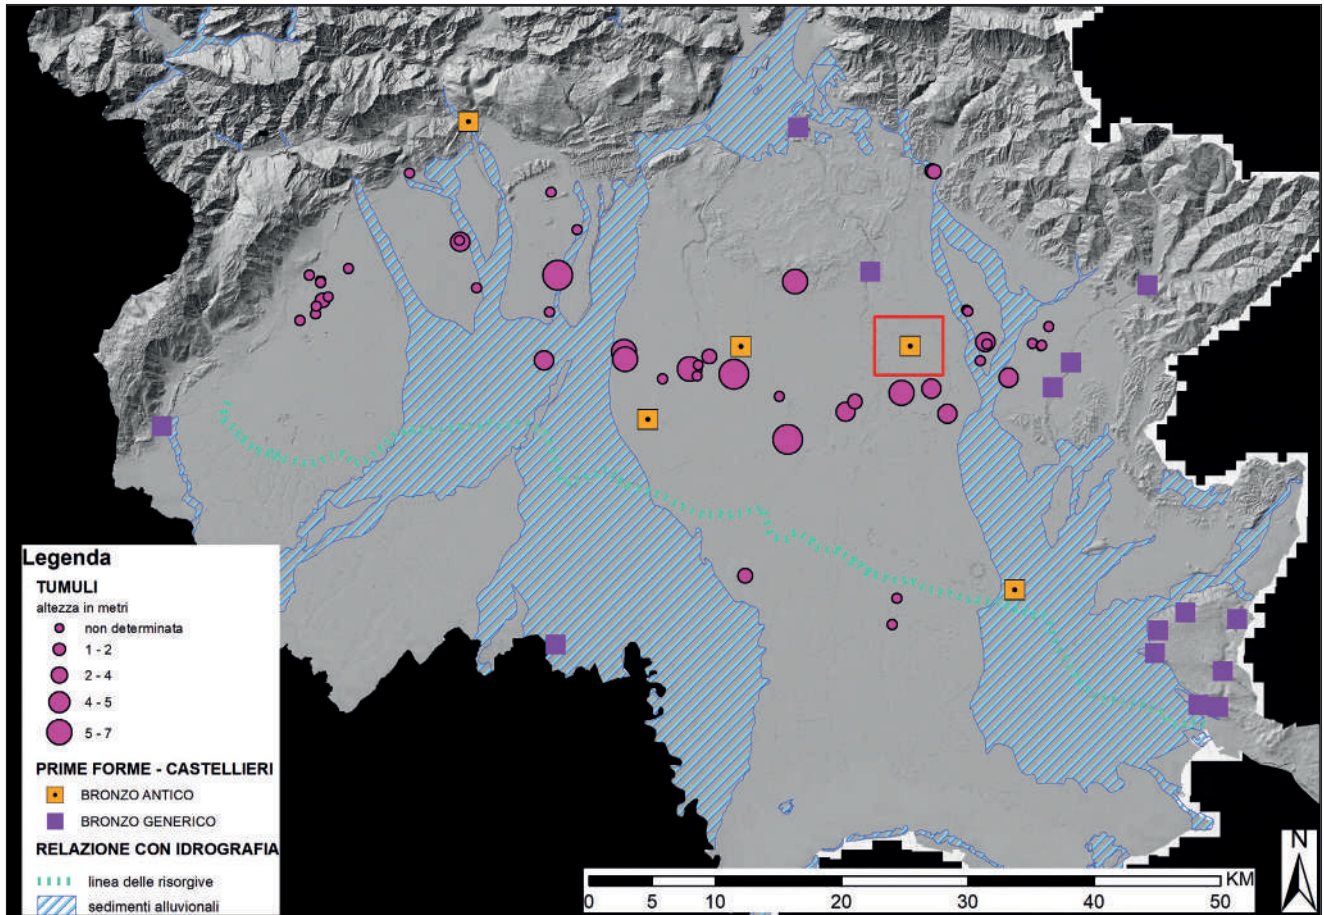 Legenda
TUMULI
altezza in metri
non determinata
1 - 2
2 - 4
4 - 5
5 - 7
PRIME FORME - CASTELLIERI
BRONZO ANTICO
BRONZO GENERICO
RELAZIONE CON IDROGRAFIA
linea delle risorgive
sedimenti alluvionali
N
KM
0 5 10 20 30 40 50